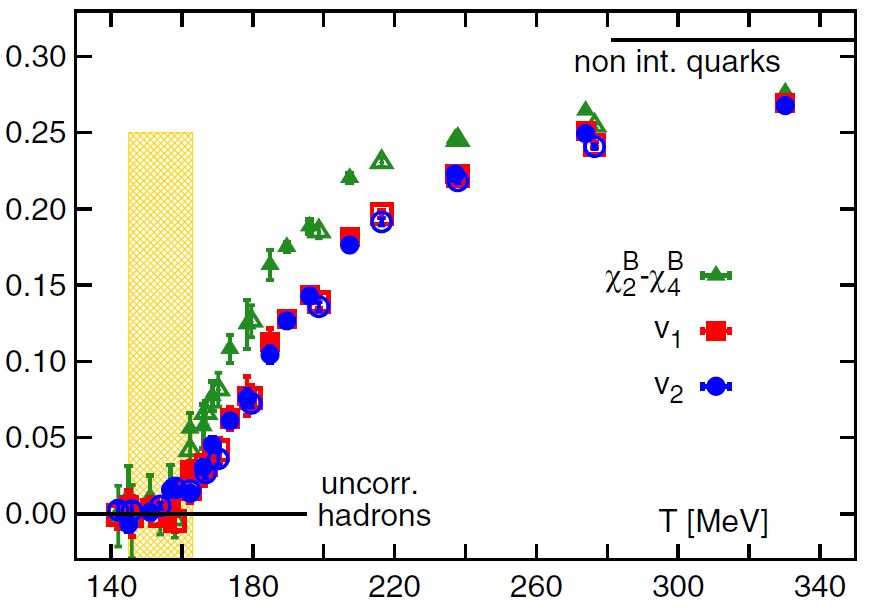 0.30
non int. quarks
0.25
0.20
χ₂ᴮ-χ₄ᴮ
0.15
v₁
0.10
v₂
0.05
uncorr.
0.00
hadrons
T [MeV]
140 180 220 260 300 340